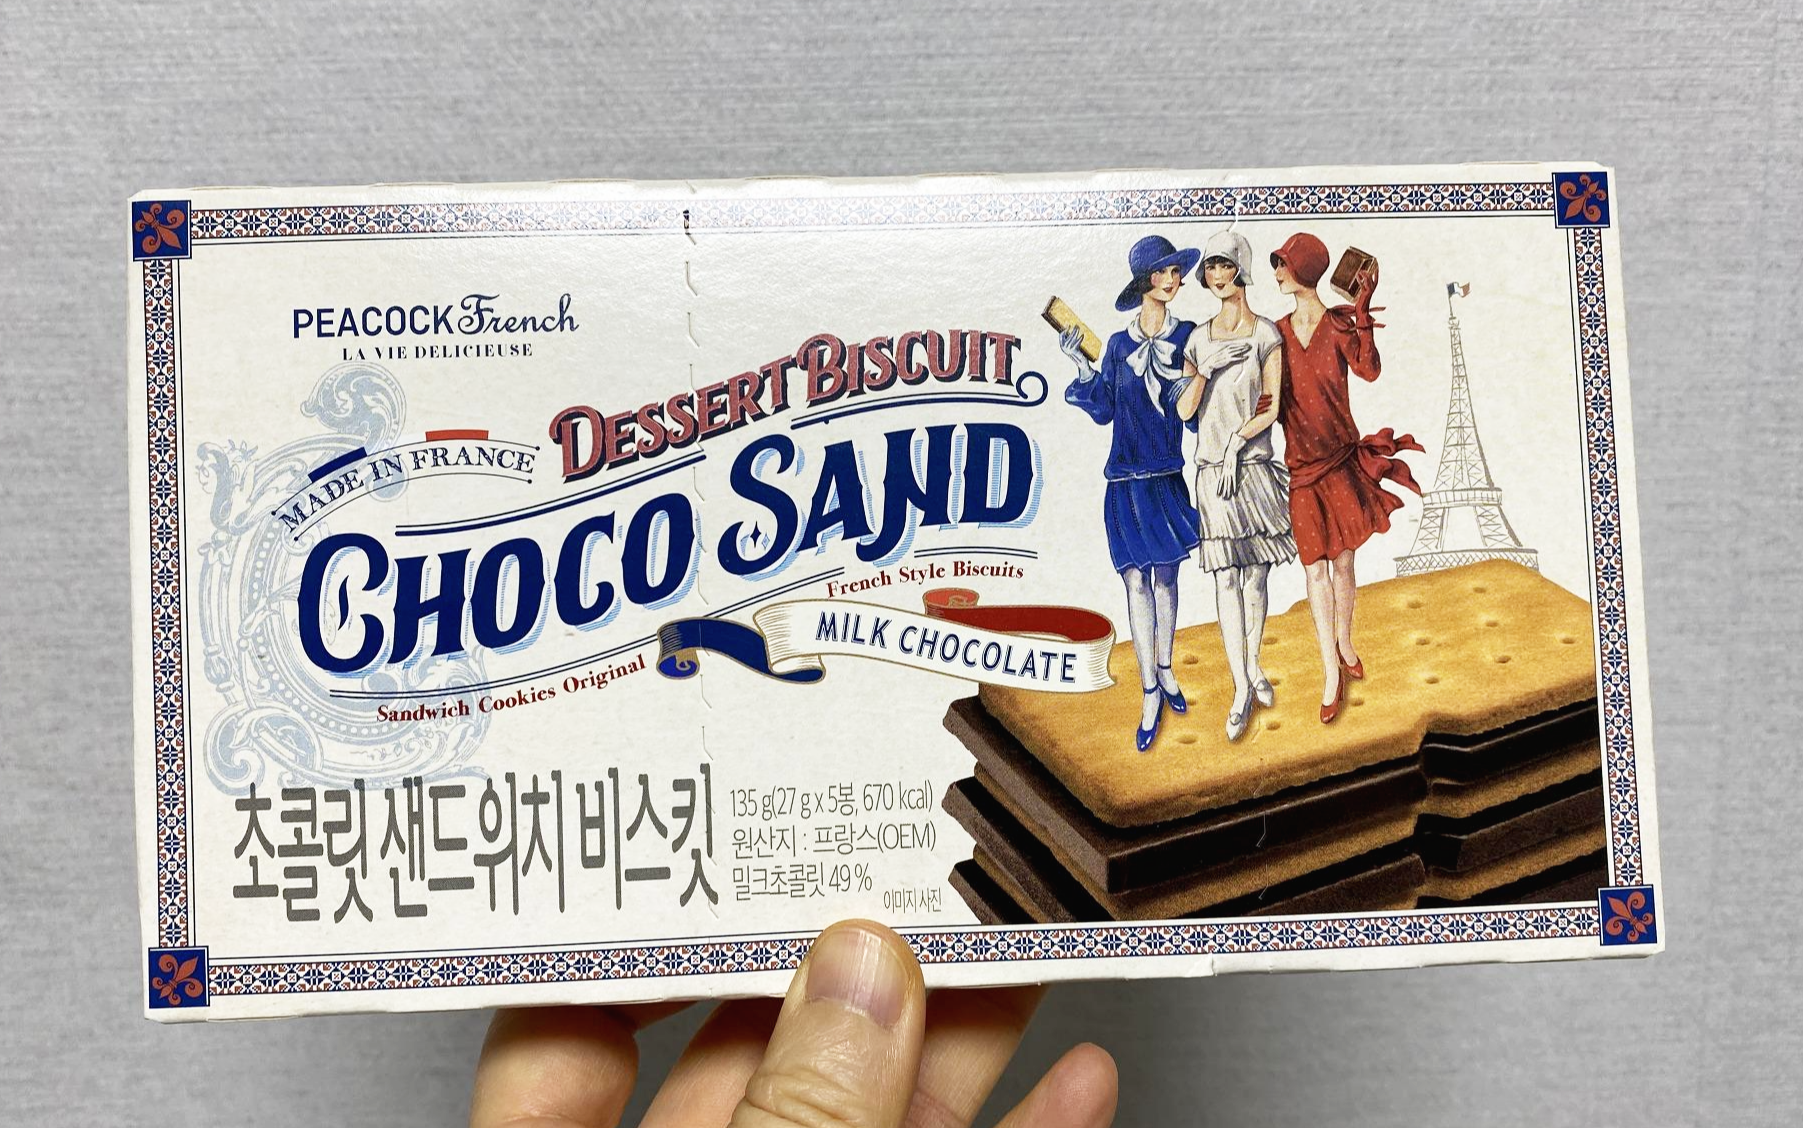 PEACOCK French
LA VIE DELICIEUSE
MADE IN FRANCE
DESSERT BISCUIT
CHOCO SAND
French Style Biscuits
MILK CHOCOLATE
Sandwich Cookies Original
초콜릿 샌드위치 비스킷
135 g(27 g x 5봉, 670 kcal)
원산지 : 프랑스(OEM)
밀크초콜릿 49 %
이미지 사진